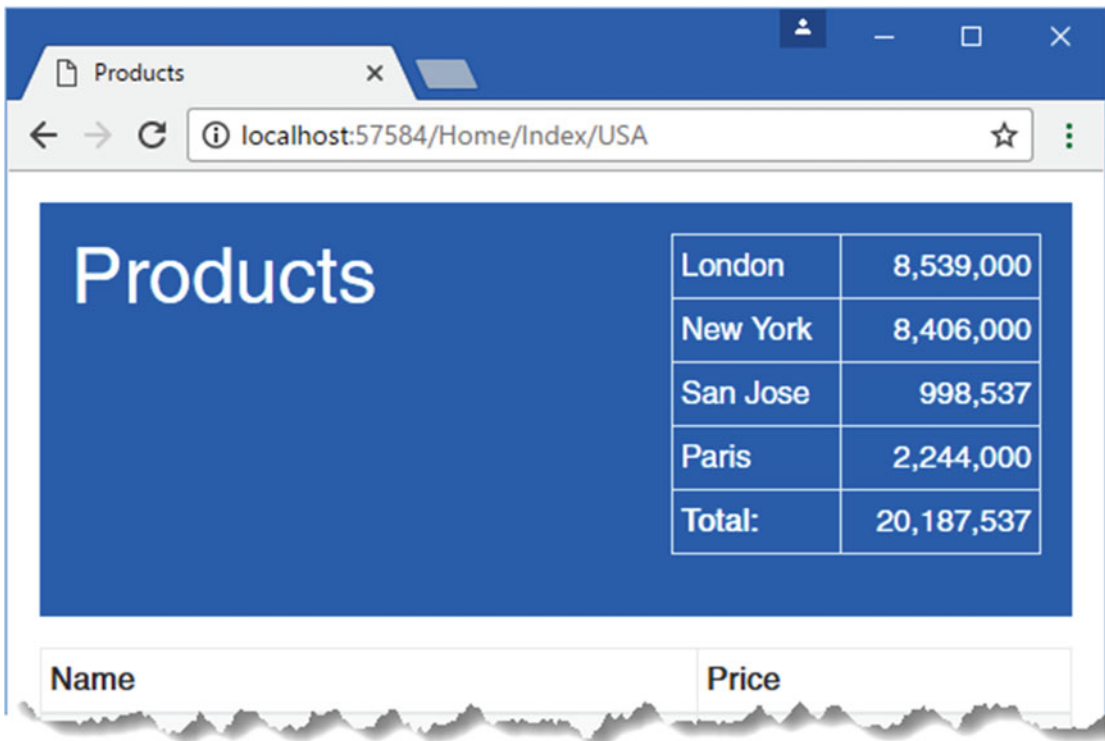 Products
localhost:57584/Home/Index/USA
Products
London 8,539,000
New York 8,406,000
San Jose 998,537
Paris 2,244,000
Total: 20,187,537
Name Price